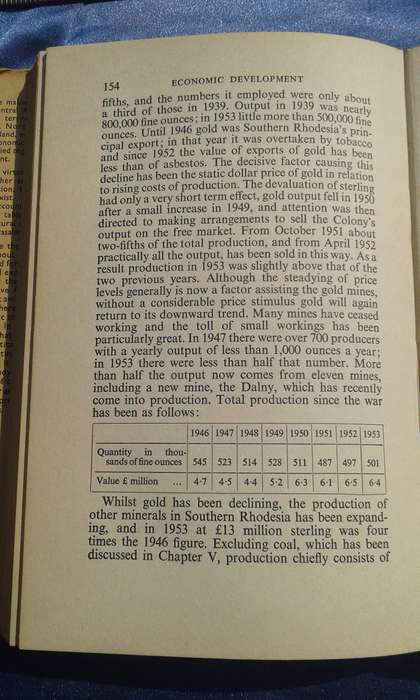 154 ECONOMIC DEVELOPMENT
fifths, and the numbers it employed were only about
a third of those in 1939. Output in 1939 was nearly
800,000 fine ounces; in 1953 little more than 500,000 fine
ounces. Until 1946 gold was Southern Rhodesia's prin-
cipal export; in that year it was overtaken by tobacco
and since 1952 the value of exports of gold has been
less than of asbestos. The decisive factor causing this
decline has been the static dollar price of gold in relation
to rising costs of production. The devaluation of sterling
had only a very short term effect, gold output fell in 1950
after a small increase in 1949, and attention was then
directed to making arrangements to sell the Colony's
output on the free market. From October 1951 about
two-fifths of the total production, and from April 1952
practically all the output, has been sold in this way. As a
result production in 1953 was slightly above that of the
two previous years. Although the steadying of price
levels generally is now a factor assisting the gold mines,
without a considerable price stimulus gold will again
return to its downward trend. Many mines have ceased
working and the toll of small workings has been
particularly great. In 1947 there were over 700 producers
with a yearly output of less than 1,000 ounces a year;
in 1953 there were less than half that number. More
than half the output now comes from eleven mines,
including a new mine, the Dalny, which has recently
come into production. Total production since the war
has been as follows:
1946 1947 1948 1949 1950 1951 1952 1953
Quantity in thou-
sands of fine ounces 545 523 514 528 511 487 497 501
Value £ million ... 4·7 4·5 4·4 5·2 6·3 6·1 6·5 6·4
Whilst gold has been declining, the production of
other minerals in Southern Rhodesia has been expand-
ing, and in 1953 at £13 million sterling was four
times the 1946 figure. Excluding coal, which has been
discussed in Chapter V, production chiefly consists of